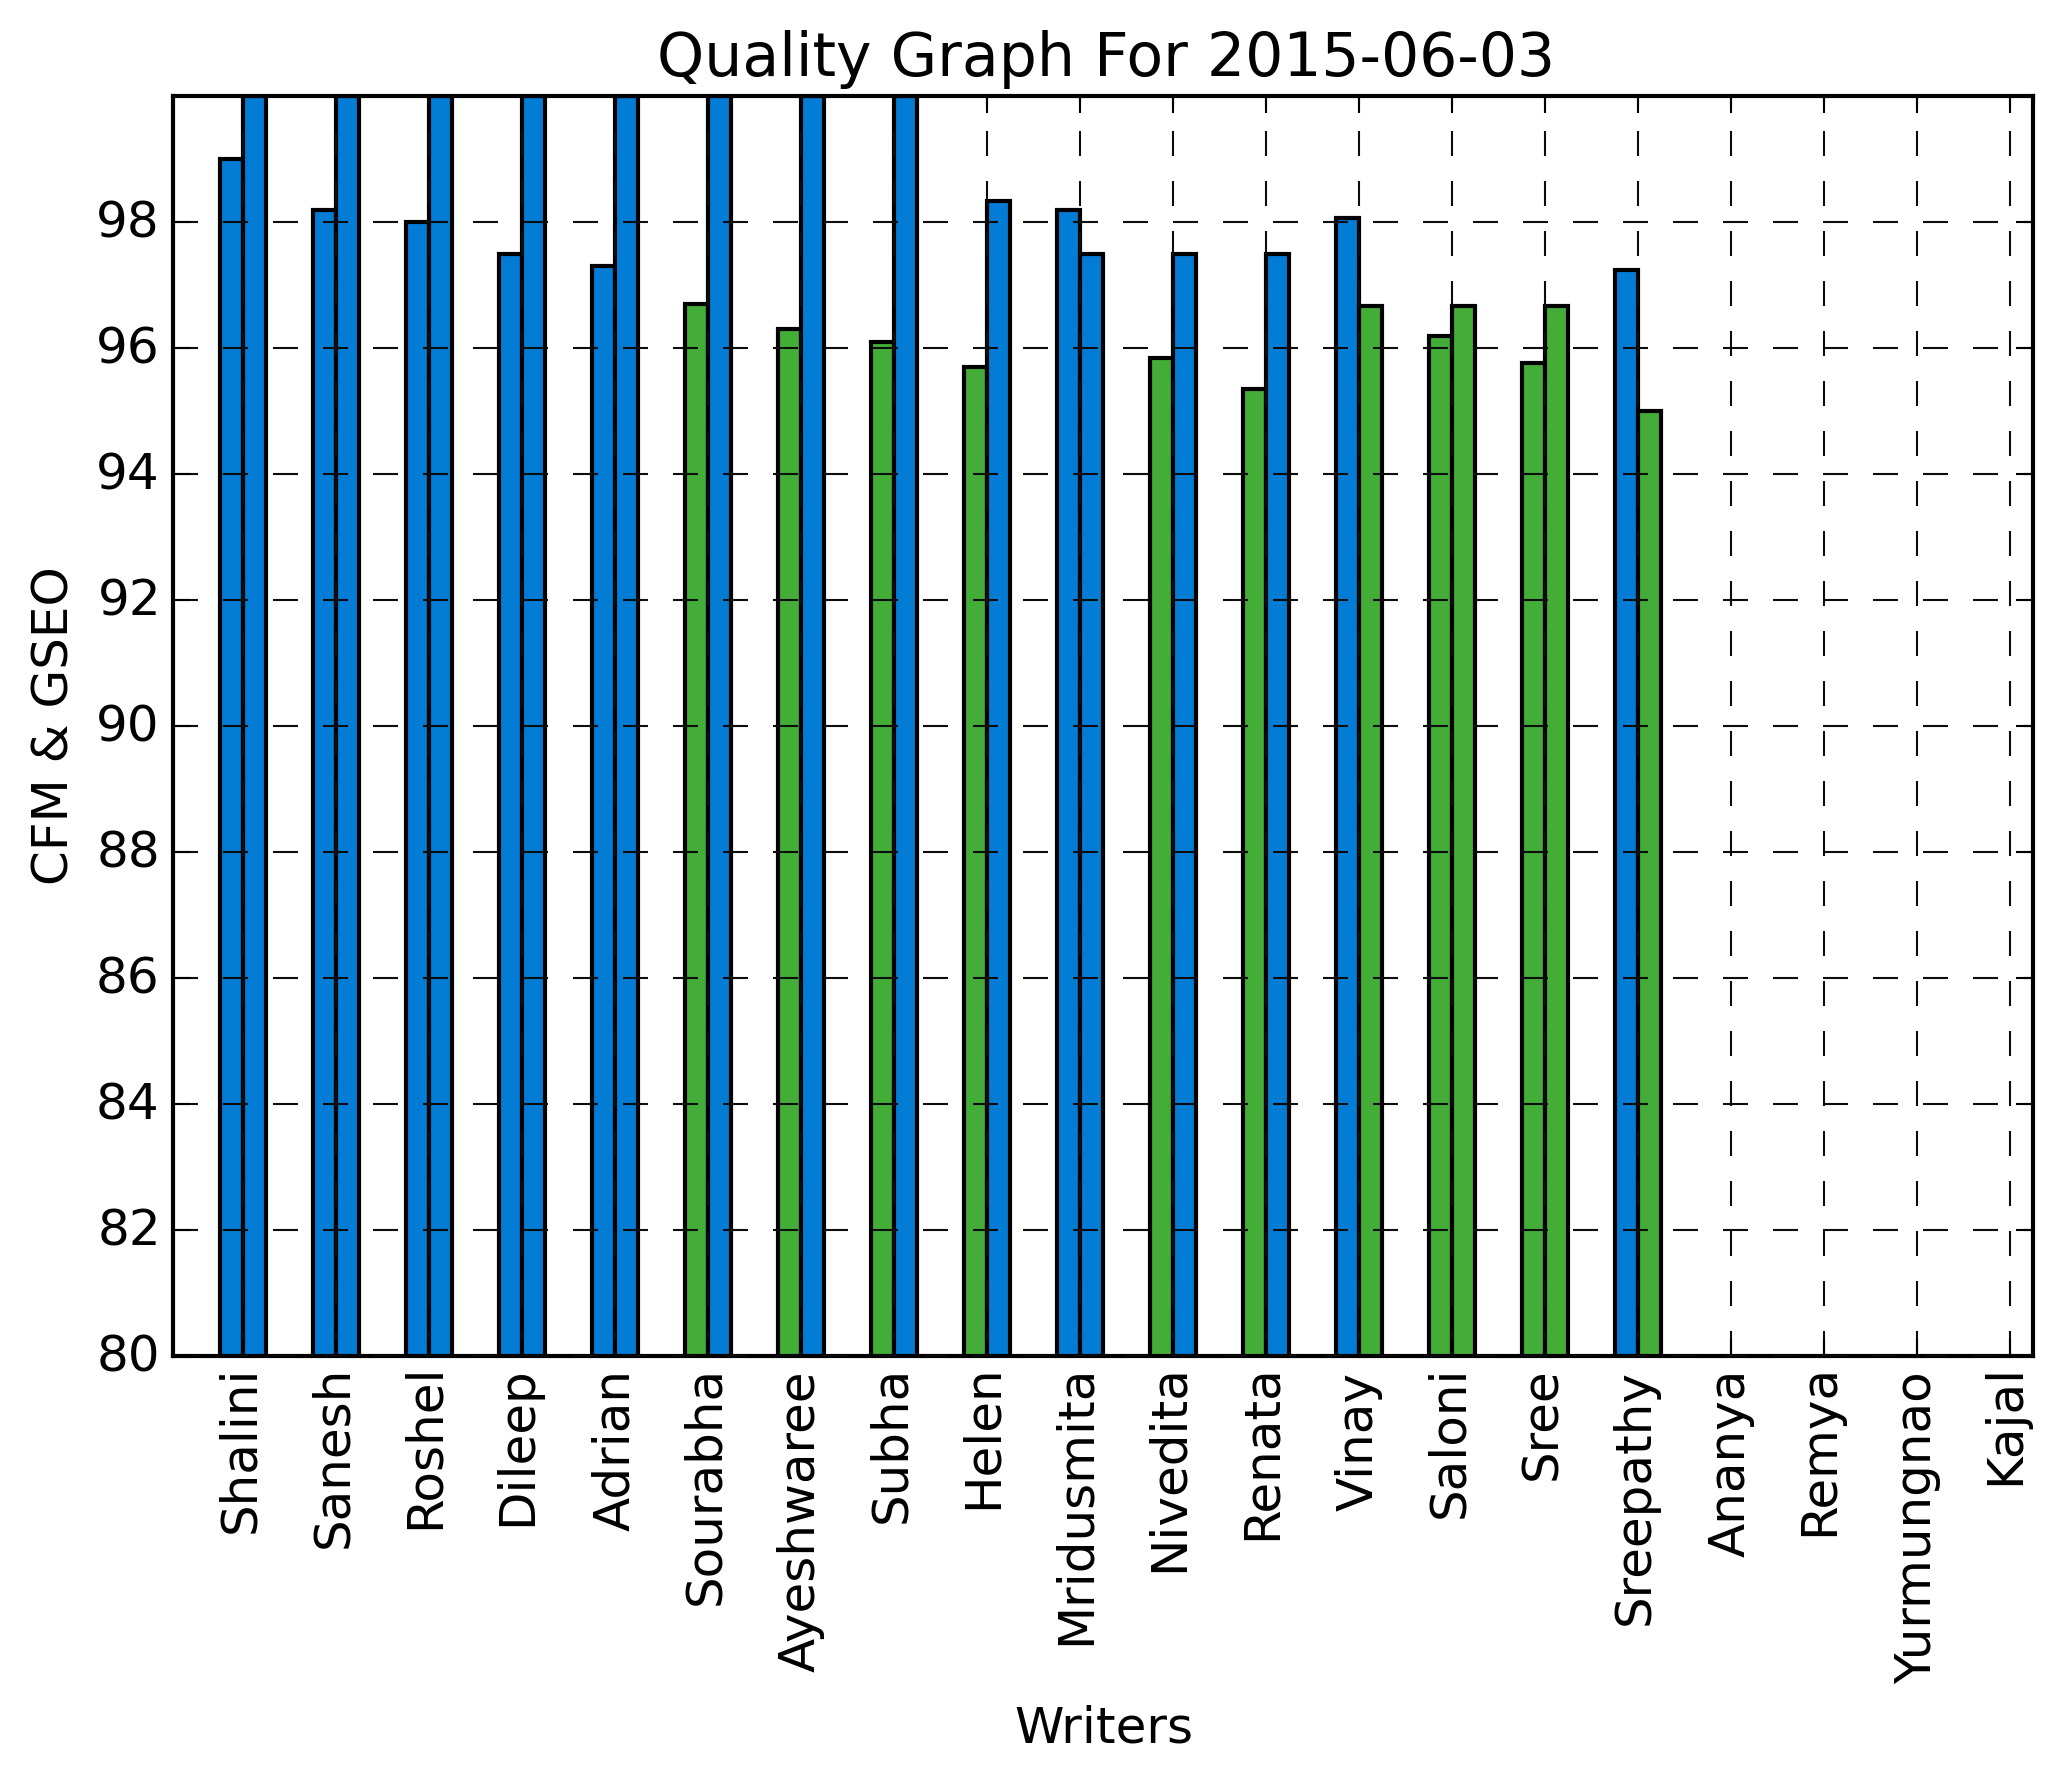 Quality Graph For 2015-06-03
CFM & GSEO
98
96
94
92
90
88
86
84
82
80
Shalini
Sanesh
Roshel
Dileep
Adrian
Sourabha
Ayeshwaree
Subha
Helen
Mridusmita
Nivedita
Renata
Vinay
Saloni
Sree
Sreepathy
Ananya
Remya
Yurmungnao
Kajal
Writers